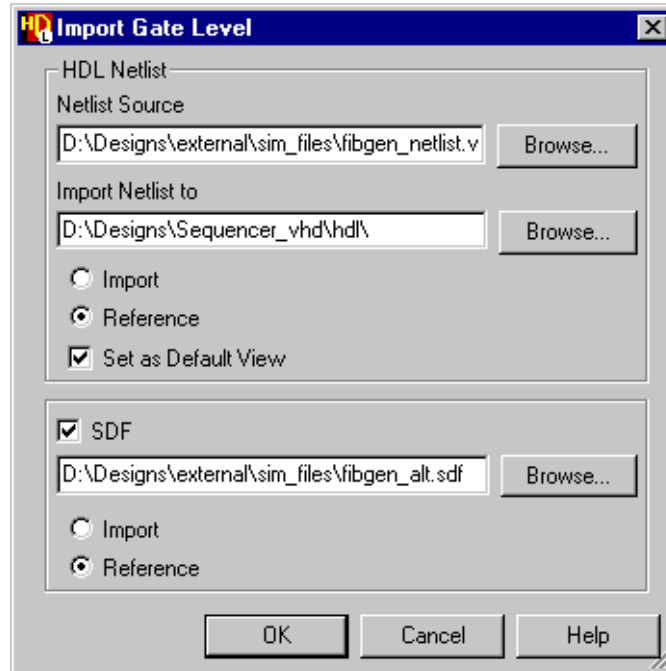 HD L Import Gate Level
HDL Netlist
Netlist Source
D:\Designs\external\sim_files\fibgen_netlist.v Browse...
Import Netlist to
D:\Designs\Sequencer_vhd\hdl\ Browse...
Import
Reference
Set as Default View
SDF
D:\Designs\external\sim_files\fibgen_alt.sdf Browse...
Import
Reference
OK Cancel Help